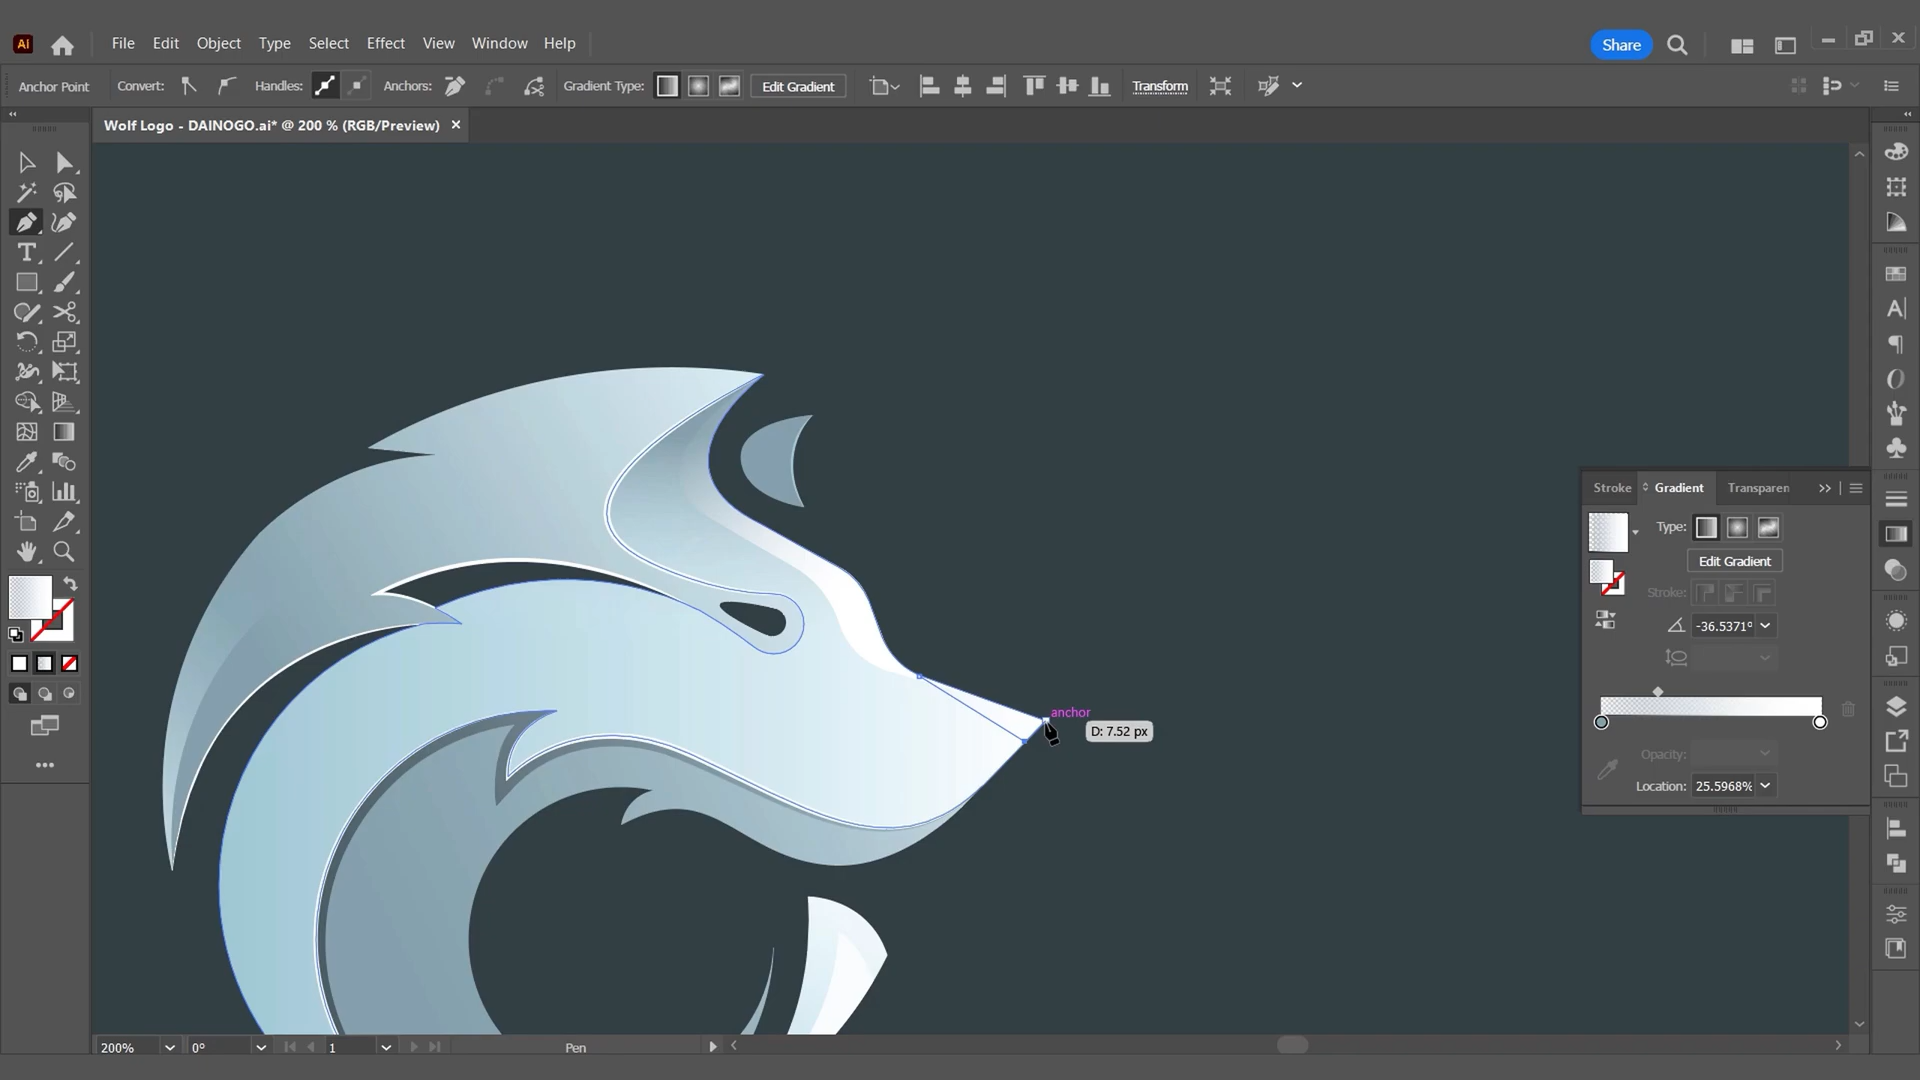 Ai File Edit Object Type Select Effect View Window Help Share
Anchor Point Convert: Handles: Anchors: Gradient Type: Edit Gradient Transform
Wolf Logo - DAINOGO.ai* @ 200 % (RGB/Preview) ×
Stroke Gradient Transparen
Type:
Edit Gradient
Stroke:
-36.5371°
anchor
D: 7.52 px
Opacity:
Location: 25.5968%
200% 0° 1 Pen